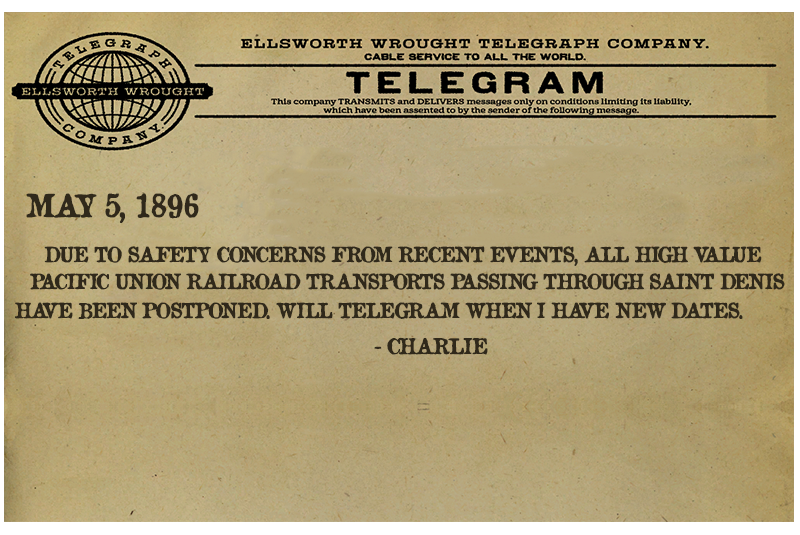 TELEGRAPH
ELLSWORTH WROUGHT
COMPANY.
ELLSWORTH WROUGHT TELEGRAPH COMPANY.
CABLE SERVICE TO ALL THE WORLD.
TELEGRAM
This company TRANSMITS and DELIVERS messages only on conditions limiting its liability,
which have been assented to by the sender of the following message.
MAY 5, 1896
DUE TO SAFETY CONCERNS FROM RECENT EVENTS, ALL HIGH VALUE
PACIFIC UNION RAILROAD TRANSPORTS PASSING THROUGH SAINT DENIS
HAVE BEEN POSTPONED. WILL TELEGRAM WHEN I HAVE NEW DATES.
- CHARLIE